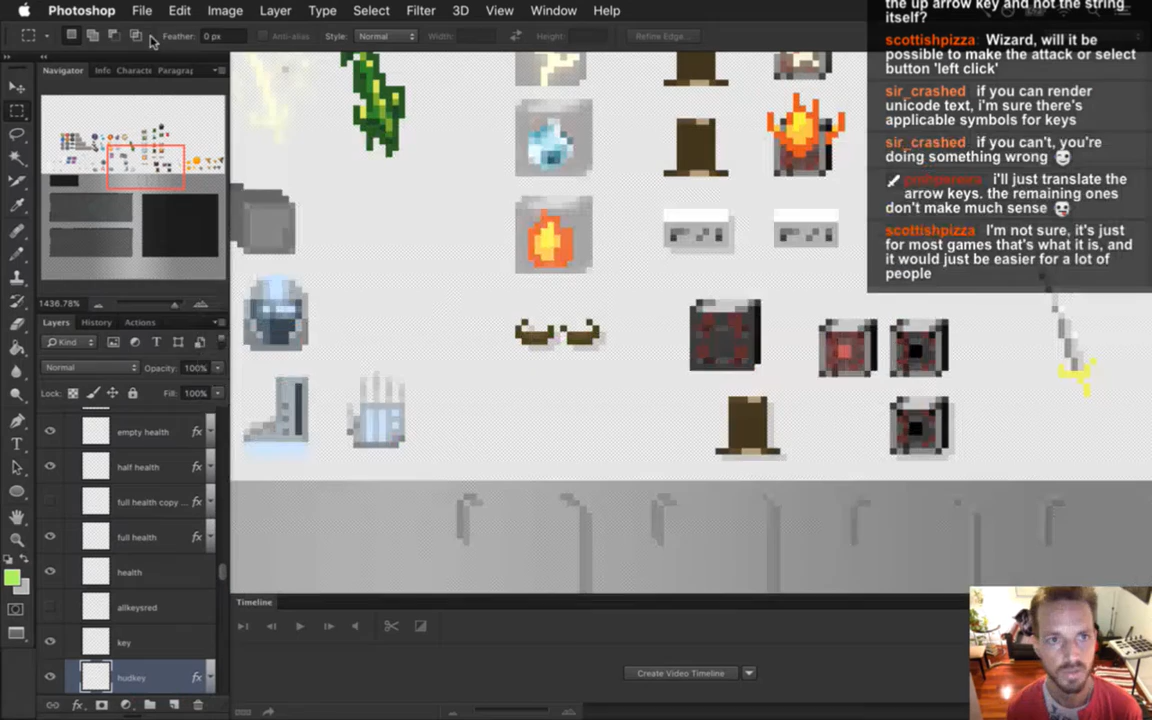 Photoshop File Edit Image Layer Type Select Filter 3D View Window Help
Feather: 0 px Anti-alias Style: Normal Width: Height: Refine Edge...
Navigator Info Characte Paragrap
1436.78%
Layers History Actions
Kind
Normal Opacity: 100%
Lock: Fill: 100%
empty health fx
half health fx
full health copy ... fx
full health fx
health
allkeysred
key
hudkey fx
fx
Timeline
Create Video Timeline
the up arrow key and not the string
itself?
scottishpizza: Wizard, will it be
possible to make the attack or select
button 'left click'
sir_crashed: if you can render
unicode text, i'm sure there's
applicable symbols for keys
sir_crashed: if you can't, you're
doing something wrong
i'll just translate the
arrow keys. the remaining ones
don't make much sense
scottishpizza: I'm not sure, it's just
for most games that's what it is, and
it would just be easier for a lot of
people